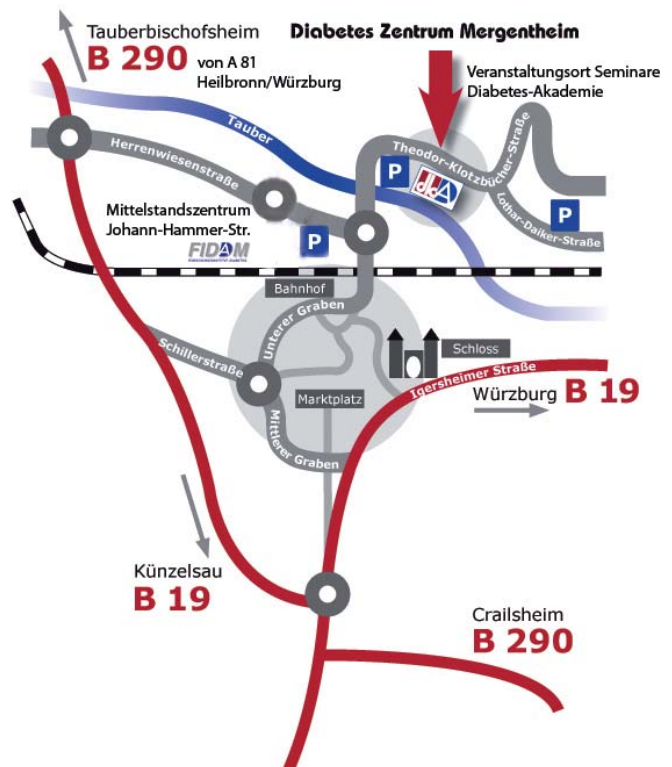 Tauberbischofsheim
B 290 von A 81
Heilbronn/Würzburg
Diabetes Zentrum Mergentheim
Veranstaltungsort Seminare
Diabetes-Akademie
Tauber
Herrenwiesenstraße
Theodor-Klotzbücher-Straße
Lothar-Daiker-Straße
P
P
P
Mittelstandszentrum
Johann-Hammer-Str.
FIDAM
Bahnhof
Unterer Graben
Schillerstraße
Schloss
Igersheimer Straße
Marktplatz
Würzburg B 19
Mittlerer Graben
Künzelsau
B 19
Crailsheim
B 290